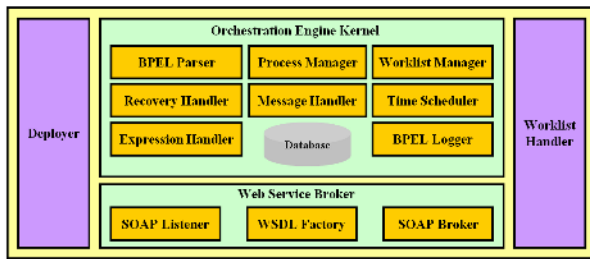 Orchestration Engine Kernel
BPEL Parser
Process Manager
Worklist Manager
Recovery Handler
Message Handler
Time Scheduler
Deployer
Expression Handler
Database
BPEL Logger
Worklist
Handler
Web Service Broker
SOAP Listener
WSDL Factory
SOAP Broker